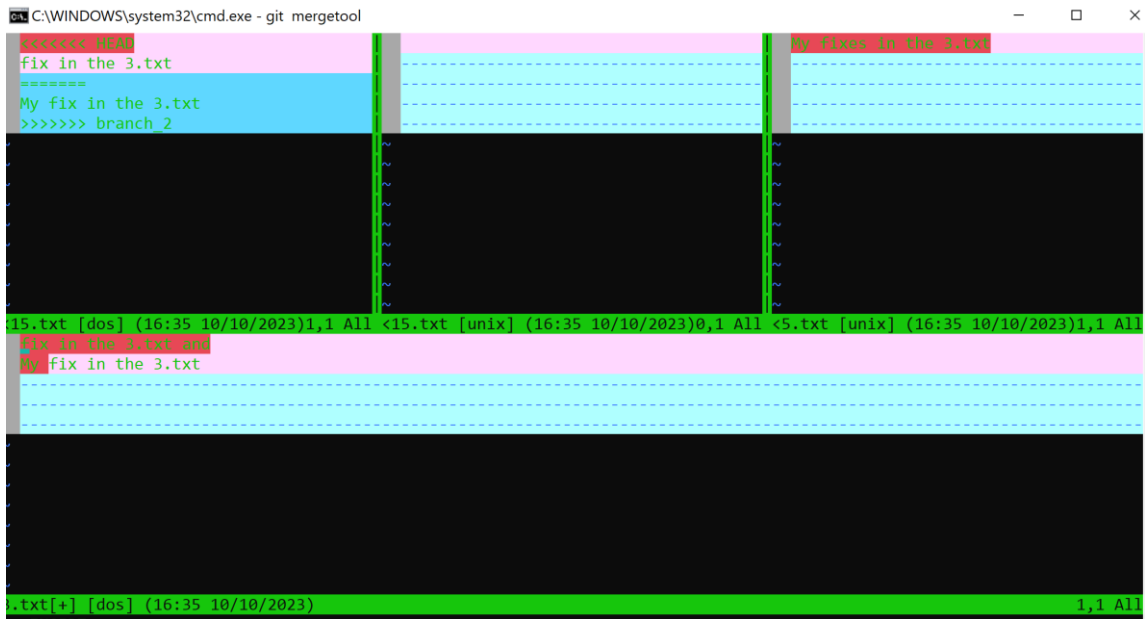 C:\WINDOWS\system32\cmd.exe - git  mergetool
<<<<<<< HEAD
fix in the 3.txt
=======
My fix in the 3.txt
>>>>>>> branch_2
My fixes in the 3.txt
<15.txt [dos] (16:35 10/10/2023)1,1 All <15.txt [unix] (16:35 10/10/2023)0,1 All <5.txt [unix] (16:35 10/10/2023)1,1 All
fix in the 3.txt and
My fix in the 3.txt
3.txt[+] [dos] (16:35 10/10/2023) 1,1 All